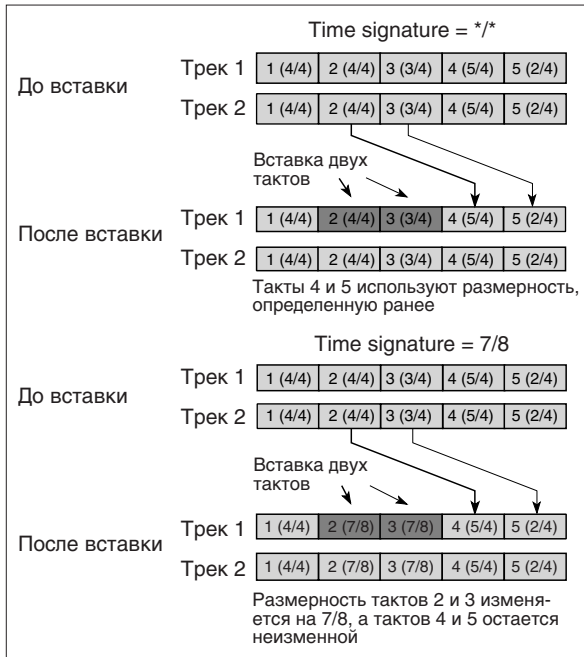 Time signature = */*
До вставки
Трек 1 1 (4/4) 2 (4/4) 3 (3/4) 4 (5/4) 5 (2/4)
Трек 2 1 (4/4) 2 (4/4) 3 (3/4) 4 (5/4) 5 (2/4)
Вставка двух
тактов
После вставки
Трек 1 1 (4/4) 2 (4/4) 3 (3/4) 4 (5/4) 5 (2/4)
Трек 2 1 (4/4) 2 (4/4) 3 (3/4) 4 (5/4) 5 (2/4)
Такты 4 и 5 используют размерность,
определенную ранее
Time signature = 7/8
До вставки
Трек 1 1 (4/4) 2 (4/4) 3 (3/4) 4 (5/4) 5 (2/4)
Трек 2 1 (4/4) 2 (4/4) 3 (3/4) 4 (5/4) 5 (2/4)
Вставка двух
тактов
После вставки
Трек 1 1 (4/4) 2 (7/8) 3 (7/8) 4 (5/4) 5 (2/4)
Трек 2 1 (4/4) 2 (7/8) 3 (7/8) 4 (5/4) 5 (2/4)
Размерность тактов 2 и 3 изменя-
ется на 7/8, а тактов 4 и 5 остается
неизменной